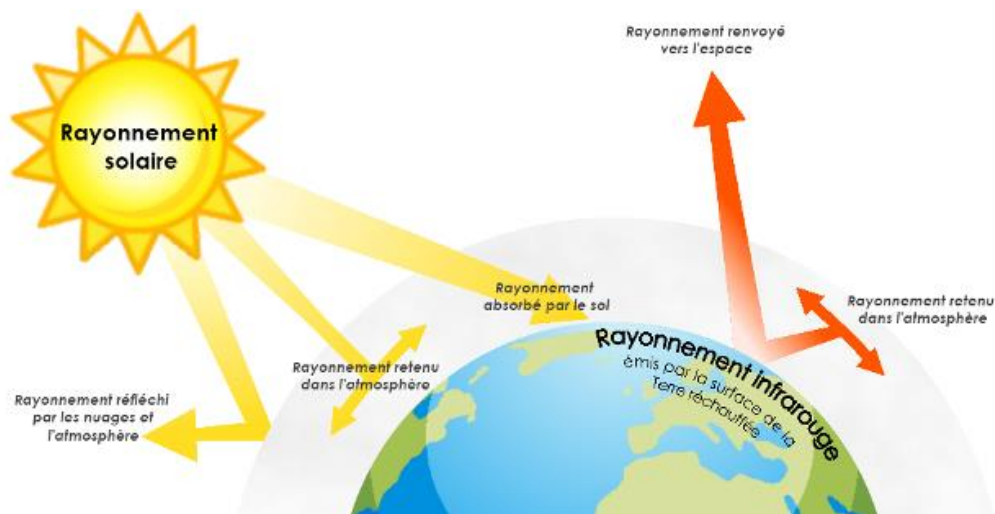 Rayonnement renvoyé
vers l'espace
Rayonnement
solaire
Rayonnement
absorbé par le sol
Rayonnement retenu
dans l'atmosphère
Rayonnement retenu
dans l'atmosphère
Rayonnement réfléchi
par les nuages et
l'atmosphère
Rayonnement infrarouge
émis par la surface de la
Terre réchauffée